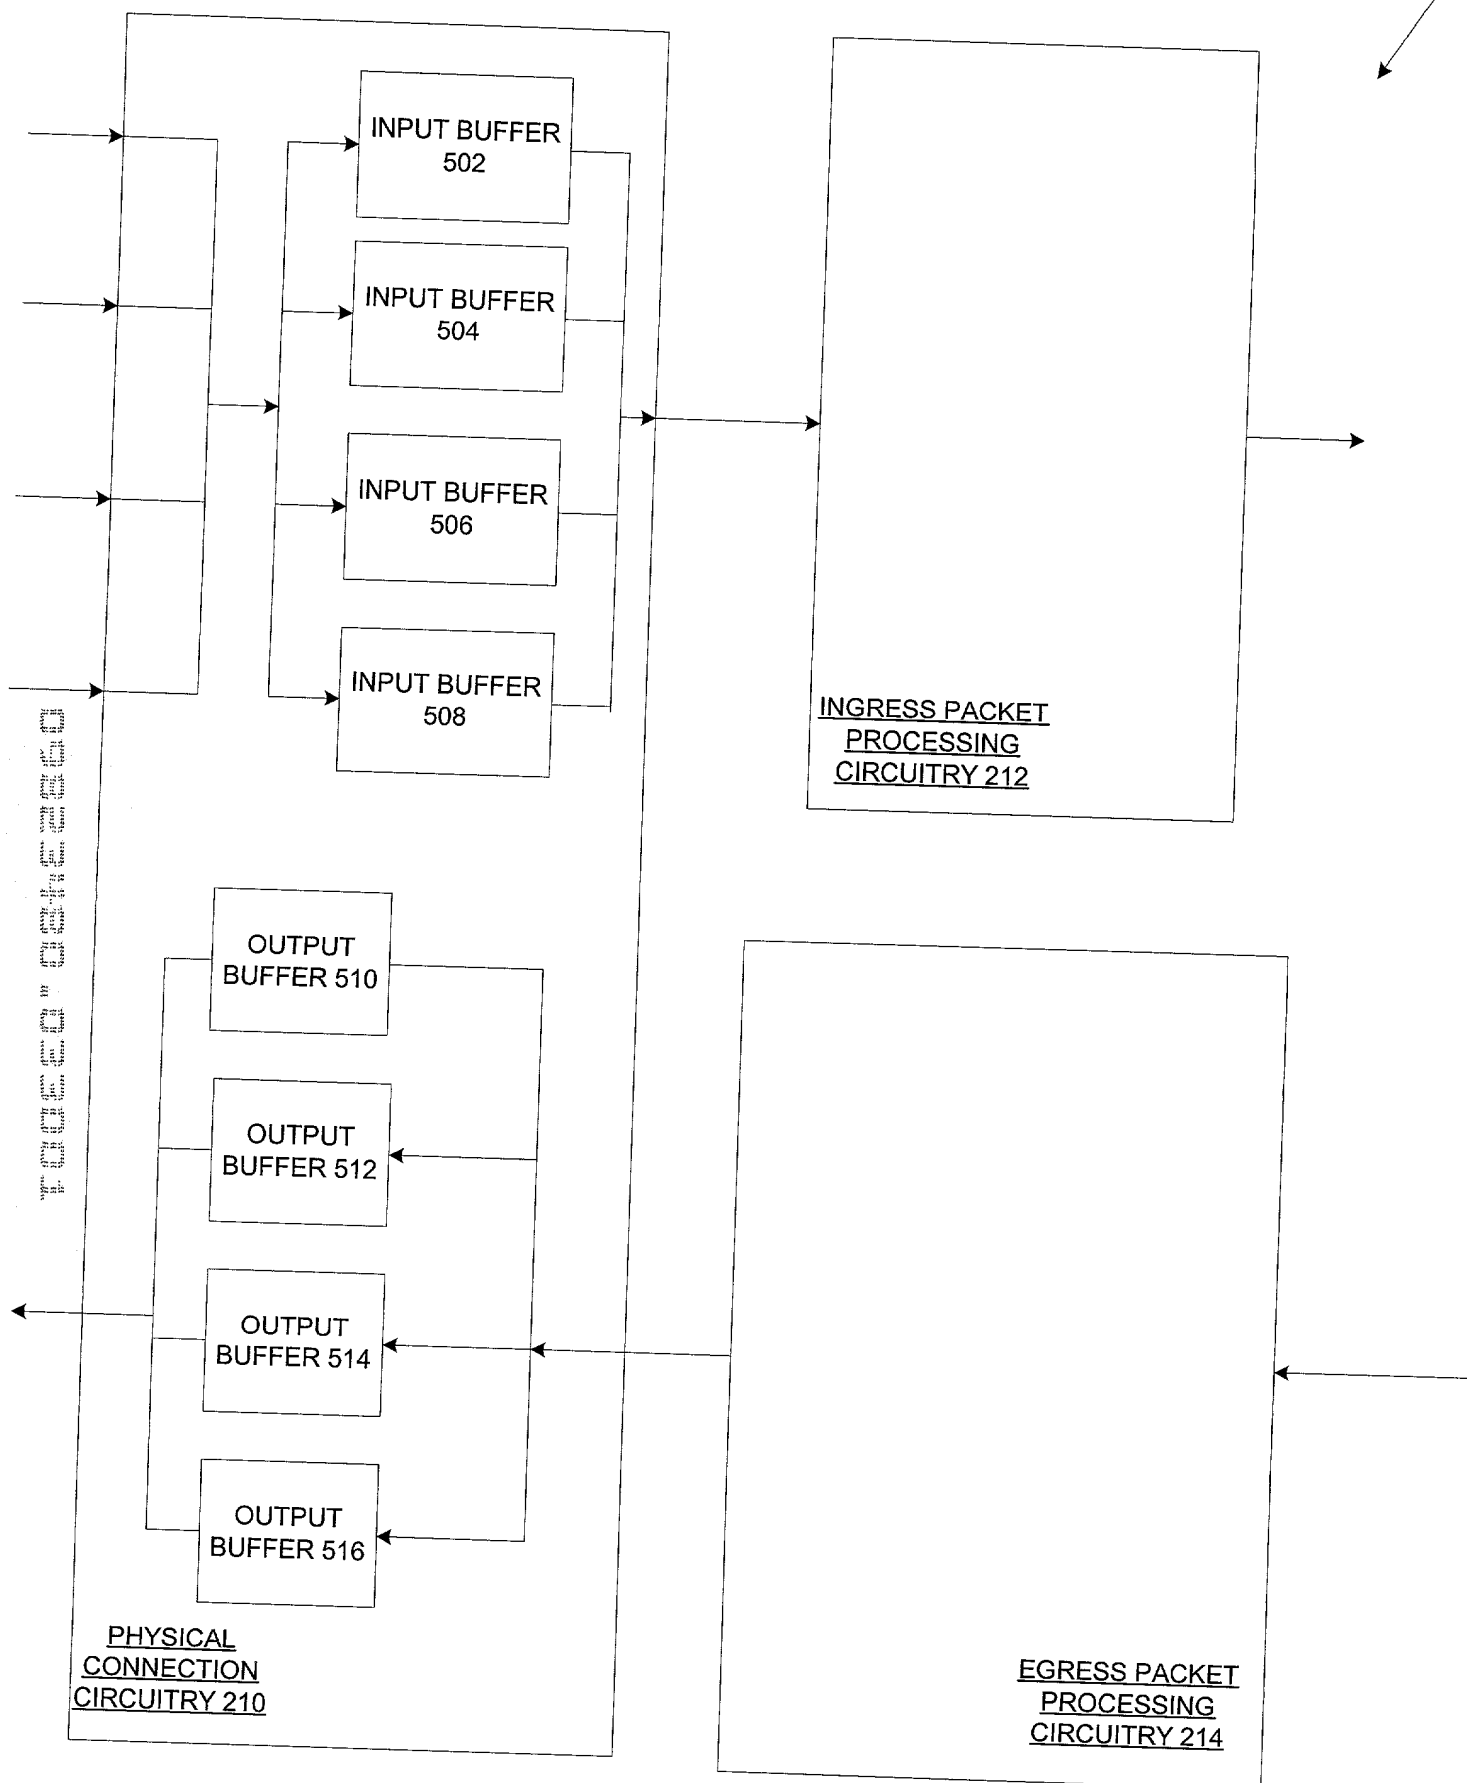 INPUT BUFFER
502
INPUT BUFFER
504
INPUT BUFFER
506
INPUT BUFFER
508
INGRESS PACKET
PROCESSING
CIRCUITRY 212
OUTPUT
BUFFER 510
OUTPUT
BUFFER 512
OUTPUT
BUFFER 514
OUTPUT
BUFFER 516
PHYSICAL
CONNECTION
CIRCUITRY 210
EGRESS PACKET
PROCESSING
CIRCUITRY 214